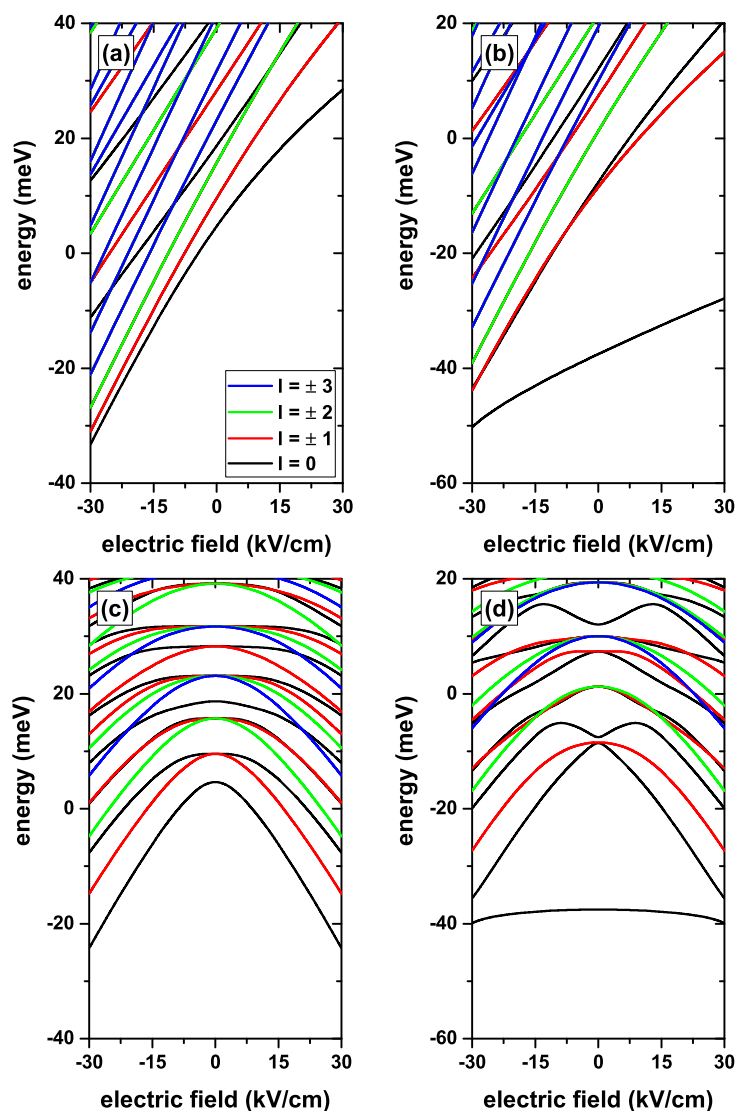 (a)
40
20
0
-20
-40
energy (meV)
-30 -15 0 15 30
electric field (kV/cm)
l = ± 3
l = ± 2
l = ± 1
l = 0
(b)
20
0
-20
-40
-60
energy (meV)
-30 -15 0 15 30
electric field (kV/cm)
(c)
40
20
0
-20
-40
energy (meV)
-30 -15 0 15 30
electric field (kV/cm)
(d)
20
0
-20
-40
-60
energy (meV)
-30 -15 0 15 30
electric field (kV/cm)